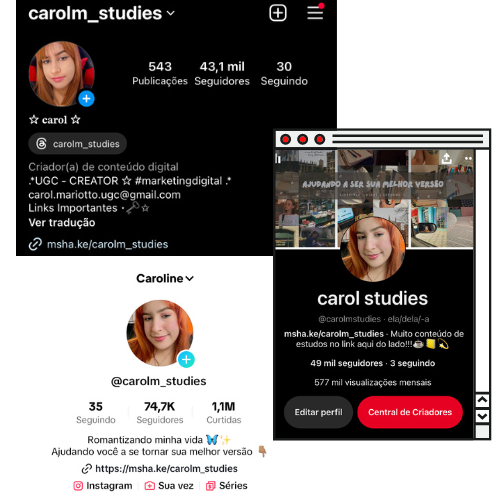 carolm_studies
543 43,1 mil 30
Publicações Seguidores Seguindo
☆ carol ☆
carolm_studies
Criador(a) de conteúdo digital
.*UGC - CREATOR ☆ #marketingdigital .*
carol.mariotto.ugc@gmail.com
Links Importantes ・🗝☆
Ver tradução
msha.ke/carolm_studies
AJUDANDO A SER SUA MELHOR VERSÃO
carol studies
@carolmstudies · ela/dela/-a
msha.ke/carolm_studies · Muito conteúdo de
estudos no link aqui do lado!!!☕📒💫
49 mil seguidores · 3 seguindo
577 mil visualizações mensais
Editar perfil Central de Criadores
Caroline
@carolm_studies
35 74,7K 1,1M
Seguindo Seguidores Curtidas
Romantizando minha vida 🦋✨
Ajudando você a se tornar sua melhor versão 👇🏽
https://msha.ke/carolm_studies
Instagram Sua vez Séries